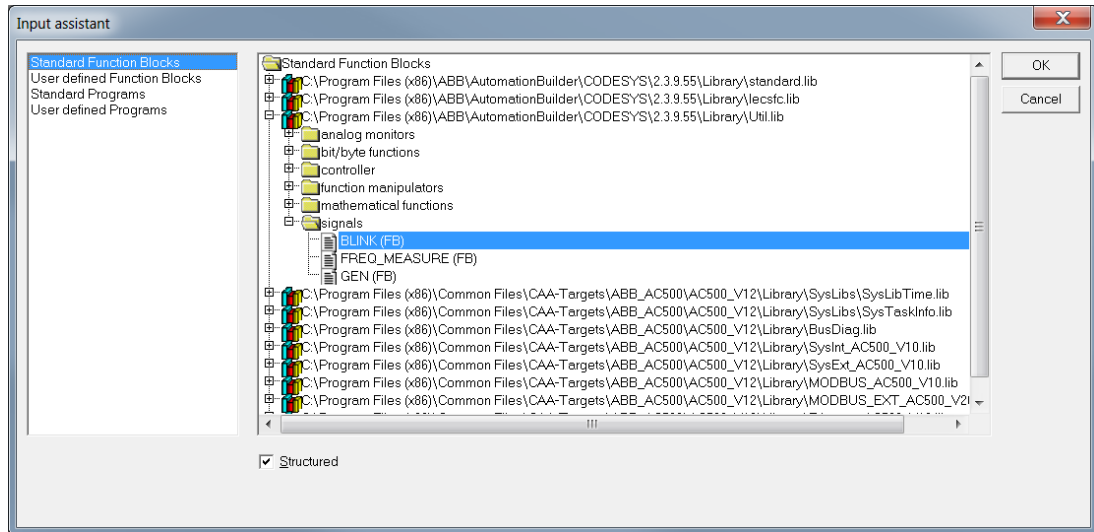 Input assistant
Standard Function Blocks
User defined Function Blocks
Standard Programs
User defined Programs
Standard Function Blocks
C:\Program Files (x86)\ABB\AutomationBuilder\CODESYS\2.3.9.55\Library\standard.lib
C:\Program Files (x86)\ABB\AutomationBuilder\CODESYS\2.3.9.55\Library\Iecsfc.lib
C:\Program Files (x86)\ABB\AutomationBuilder\CODESYS\2.3.9.55\Library\Util.lib
analog monitors
bit/byte functions
controller
function manipulators
mathematical functions
signals
BLINK (FB)
FREQ_MEASURE (FB)
GEN (FB)
C:\Program Files (x86)\Common Files\CAA-Targets\ABB_AC500\AC500_V12\Library\SysLibs\SysLibTime.lib
C:\Program Files (x86)\Common Files\CAA-Targets\ABB_AC500\AC500_V12\Library\SysLibs\SysTaskInfo.lib
C:\Program Files (x86)\Common Files\CAA-Targets\ABB_AC500\AC500_V12\Library\BusDiag.lib
C:\Program Files (x86)\Common Files\CAA-Targets\ABB_AC500\AC500_V12\Library\SysInt_AC500_V10.lib
C:\Program Files (x86)\Common Files\CAA-Targets\ABB_AC500\AC500_V12\Library\SysExt_AC500_V10.lib
C:\Program Files (x86)\Common Files\CAA-Targets\ABB_AC500\AC500_V12\Library\MODBUS_AC500_V10.lib
C:\Program Files (x86)\Common Files\CAA-Targets\ABB_AC500\AC500_V12\Library\MODBUS_EXT_AC500_V2
OK
Cancel
Structured